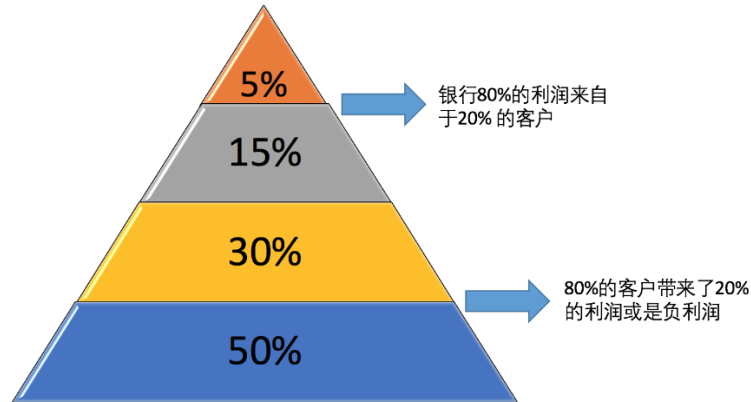 5%
银行80%的利润来自
于20% 的客户
15%
30%
80%的客户带来了20%
的利润或是负利润
50%